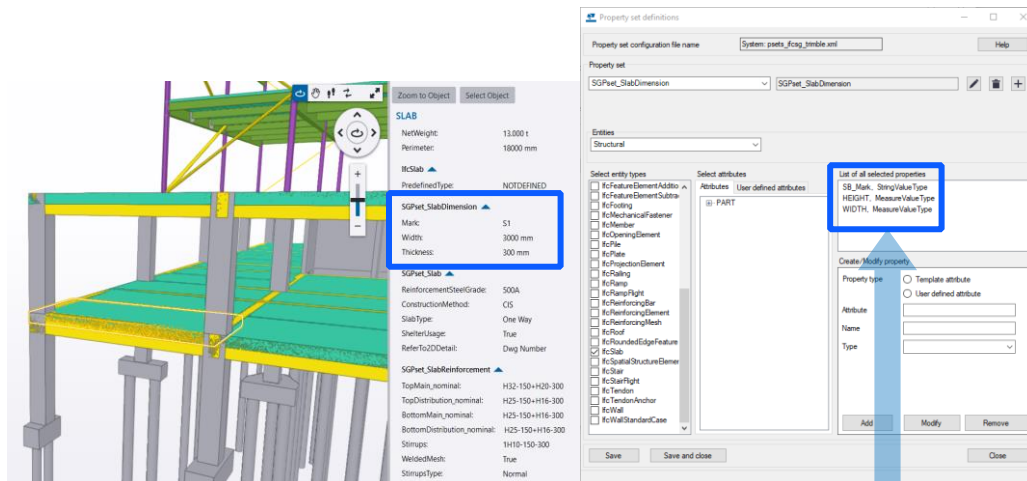 Property set definitions
Property set configuration file name
System: psets_ifcsg_trimble.xml
Help
Property set
SGPset_SlabDimension
SGPset_SlabDimension
Entities
Structural
Select entity types
IfcFeatureElementAdditio
IfcFeatureElementSubtra
IfcFooting
IfcMechanicalFastener
IfcMember
IfcOpeningElement
IfcPile
IfcPlate
IfcProjectionElement
IfcRailing
IfcRamp
IfcRampFlight
IfcReinforcingBar
IfcReinforcingElement
IfcReinforcingMesh
IfcRoof
IfcRoundedEdgeFeature
IfcSlab
IfcSpatialStructureElemer
IfcStair
IfcStairFlight
IfcTendon
IfcTendonAnchor
IfcWall
IfcWallStandardCase
Select attributes
Attributes User defined attributes
PART
List of all selected properties
SB_Mark, StringValueType
HEIGHT, MeasureValueType
WIDTH, MeasureValueType
Create/Modify property
Property type
Template attribute
User defined attribute
Attribute
Name
Type
Add Modify Remove
Save Save and close Close
Zoom to Object Select Object
SLAB
NetWeight: 13.000 t
Perimeter: 18000 mm
IfcSlab
PredefinedType: NOTDEFINED
SGPset_SlabDimension
Mark: S1
Width: 3000 mm
Thickness: 300 mm
SGPset_Slab
ReinforcementSteelGrade: 500A
ConstructionMethod: CIS
SlabType: One Way
ShelterUsage: True
ReferTo2DDetail: Dwg Number
SGPset_SlabReinforcement
TopMain_nominal: H32-150+H20-300
TopDistribution_nominal: H25-150+H16-300
BottomMain_nominal: H25-150+H16-300
BottomDistribution_nominal: H25-150+H16-300
Stirrups: 1H10-150-300
WeldedMesh: True
StirrupsType: Normal